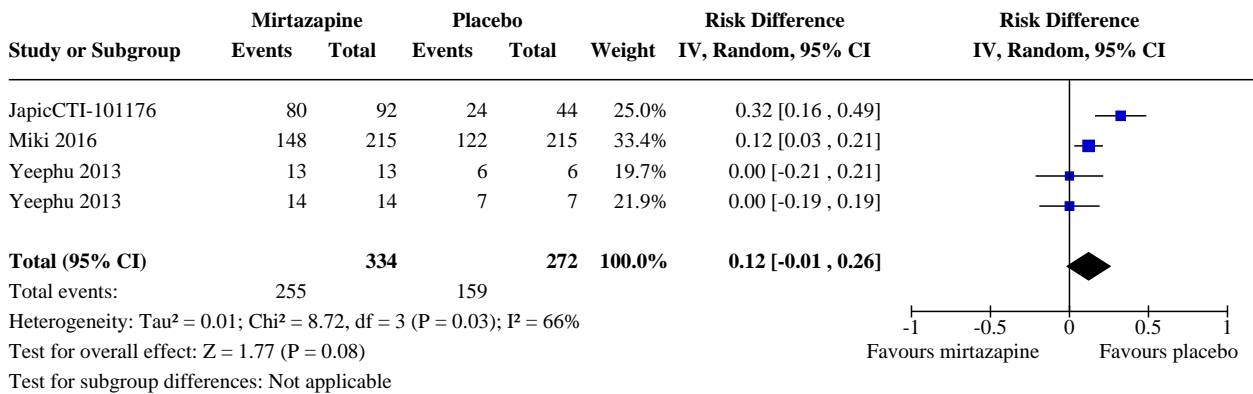 Mirtazapine Placebo Risk Difference Risk Difference
Study or Subgroup Events Total Events Total Weight IV, Random, 95% CI IV, Random, 95% CI
JapicCTI-101176 80 92 24 44 25.0% 0.32 [0.16 , 0.49]
Miki 2016 148 215 122 215 33.4% 0.12 [0.03 , 0.21]
Yeephu 2013 13 13 6 6 19.7% 0.00 [-0.21 , 0.21]
Yeephu 2013 14 14 7 7 21.9% 0.00 [-0.19 , 0.19]
Total (95% CI) 334 272 100.0% 0.12 [-0.01 , 0.26]
Total events: 255 159
Heterogeneity: Tau² = 0.01; Chi² = 8.72, df = 3 (P = 0.03); I² = 66%
-1 -0.5 0 0.5 1
Test for overall effect: Z = 1.77 (P = 0.08) Favours mirtazapine Favours placebo
Test for subgroup differences: Not applicable